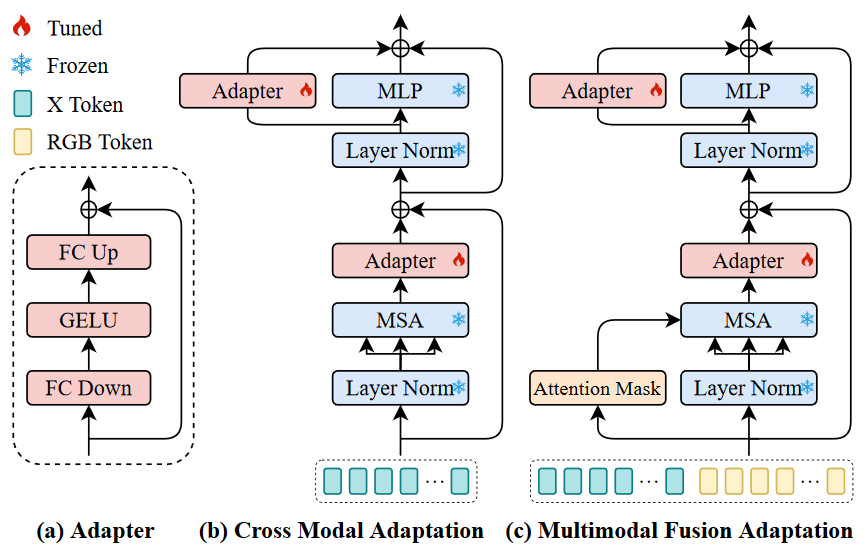 Tuned
Frozen
X Token
RGB Token
FC Up
GELU
FC Down
(a) Adapter
Adapter
MLP
Layer Norm
Adapter
MSA
Layer Norm
...
(b) Cross Modal Adaptation
Adapter
MLP
Layer Norm
Adapter
MSA
Attention Mask
Layer Norm
...
...
(c) Multimodal Fusion Adaptation